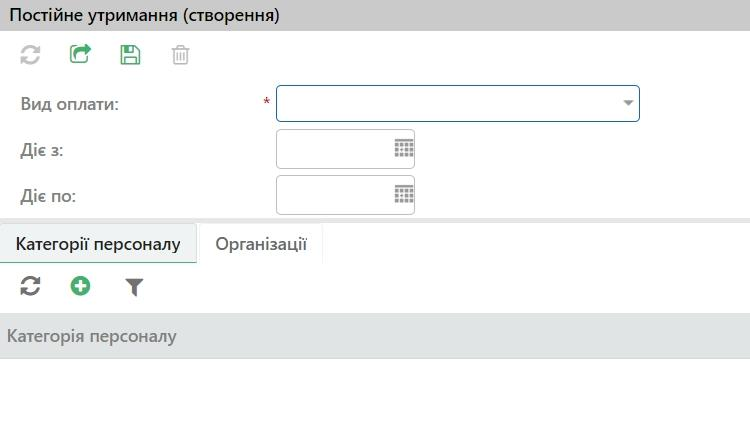 Постійне утримання (створення)
Вид оплати: *
Діє з:
Діє по:
Категорії персоналу Організації
Категорія персоналу